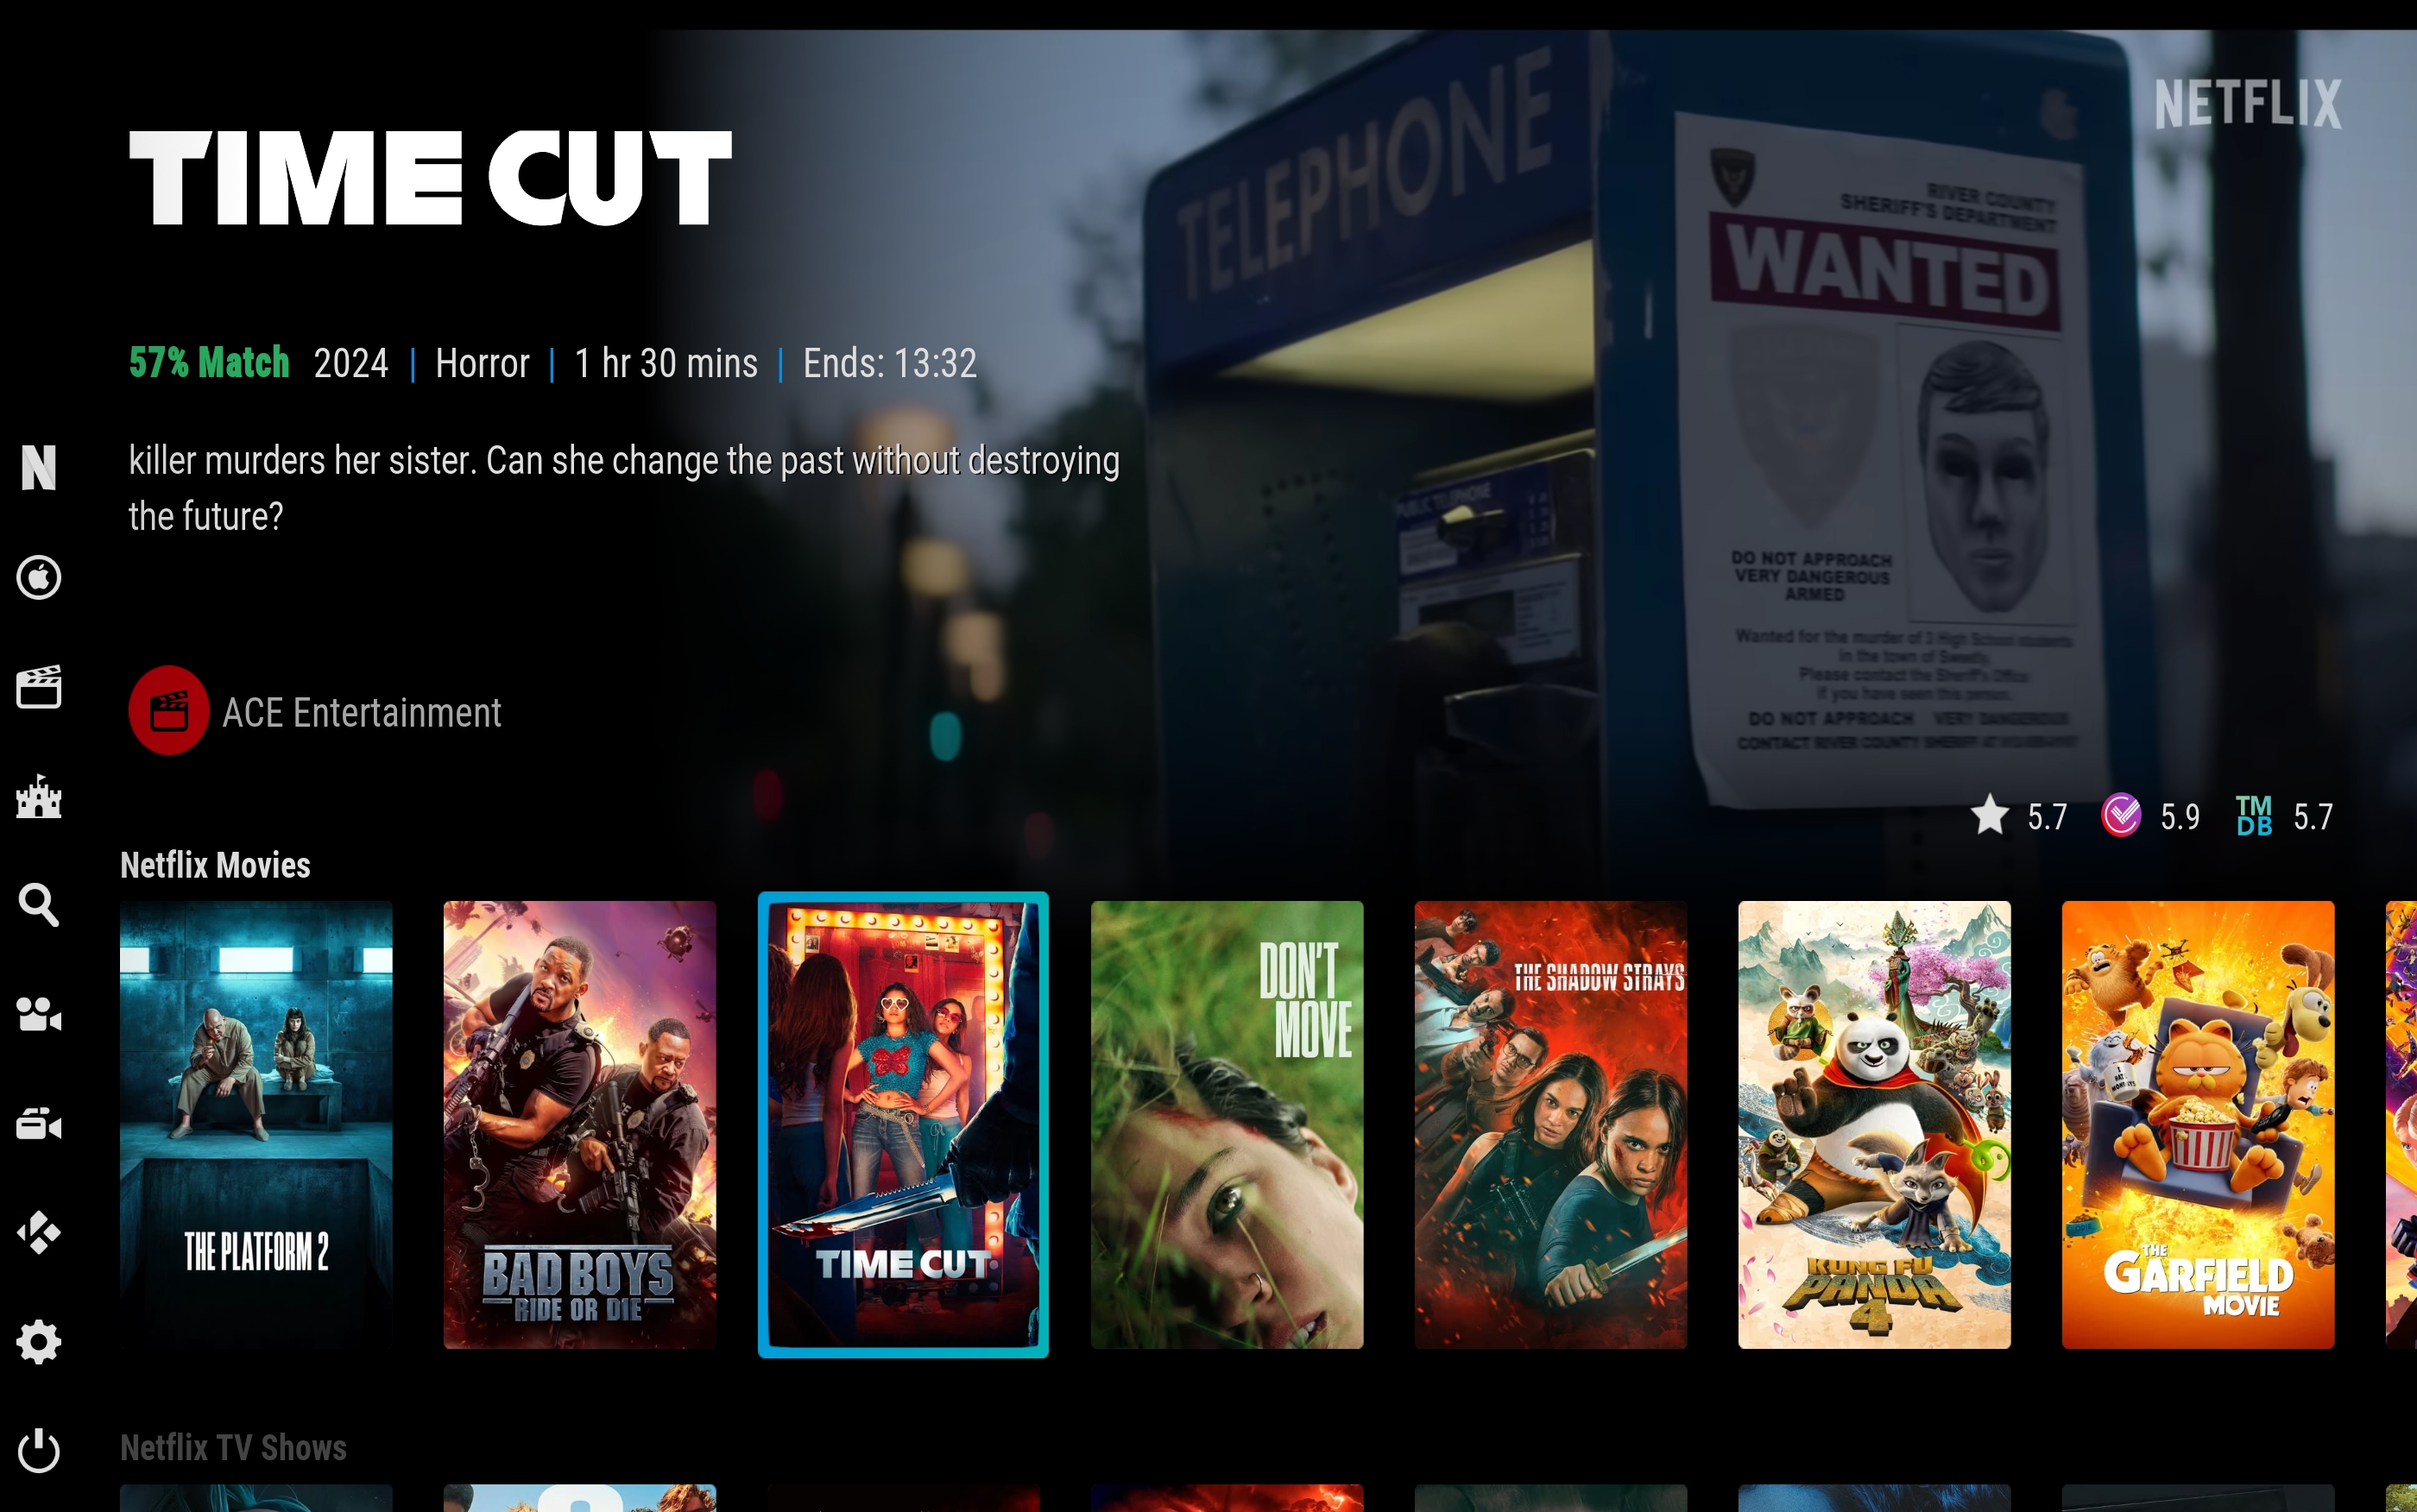 NETFLIX
TIME CUT
TELEPHONE
RIVER COUNTY
SHERIFF'S DEPARTMENT
WANTED
57% Match 2024 | Horror | 1 hr 30 mins | Ends: 13:32
killer murders her sister. Can she change the past without destroying
the future?
PUBLIC TELEPHONE
DO NOT APPROACH
VERY DANGEROUS
ARMED
Wanted for the murder of 3 High School students
in the town of Sweetly.
Please contact the Sheriff's Office
if you have seen this person.
DO NOT APPROACH VERY DANGEROUS
CONTACT RIVER COUNTY SHERIFF AT
ACE Entertainment
5.7 5.9 TMDB 5.7
Netflix Movies
THE PLATFORM 2
BAD BOYS
RIDE OR DIE
TIME CUT
DON'T
MOVE
THE SHADOW STRAYS
KUNG FU
PANDA
4
THE
GARFIELD
MOVIE
Netflix TV Shows